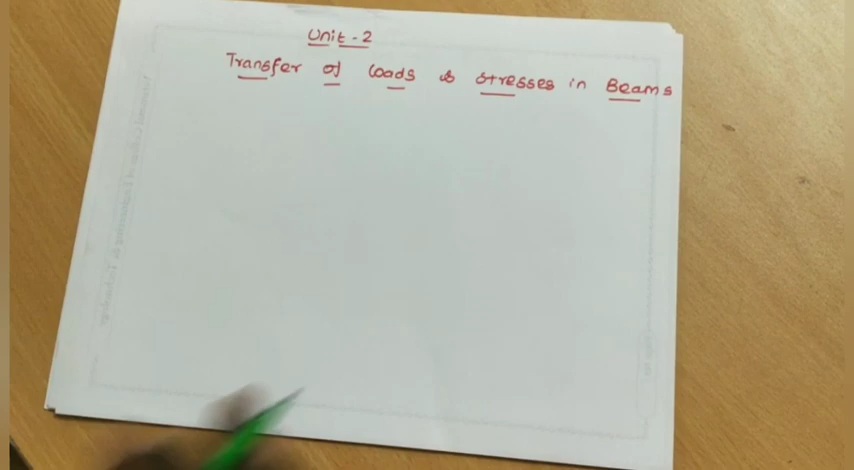 Unit-2
Transfer of loads & stresses in Beams